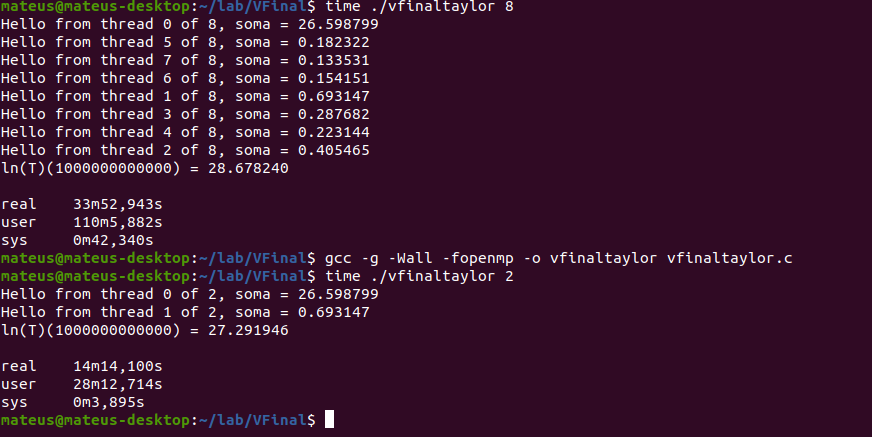 mateus@mateus-desktop:~/lab/VFinal$ time ./vfinaltaylor 8
Hello from thread 0 of 8, soma = 26.598799
Hello from thread 5 of 8, soma = 0.182322
Hello from thread 7 of 8, soma = 0.133531
Hello from thread 6 of 8, soma = 0.154151
Hello from thread 1 of 8, soma = 0.693147
Hello from thread 3 of 8, soma = 0.287682
Hello from thread 4 of 8, soma = 0.223144
Hello from thread 2 of 8, soma = 0.405465
ln(T)(1000000000000) = 28.678240
real 33m52,943s
user 110m5,882s
sys 0m42,340s
mateus@mateus-desktop:~/lab/VFinal$ gcc -g -Wall -fopenmp -o vfinaltaylor vfinaltaylor.c
mateus@mateus-desktop:~/lab/VFinal$ time ./vfinaltaylor 2
Hello from thread 0 of 2, soma = 26.598799
Hello from thread 1 of 2, soma = 0.693147
ln(T)(1000000000000) = 27.291946
real 14m14,100s
user 28m12,714s
sys 0m3,895s
mateus@mateus-desktop:~/lab/VFinal$